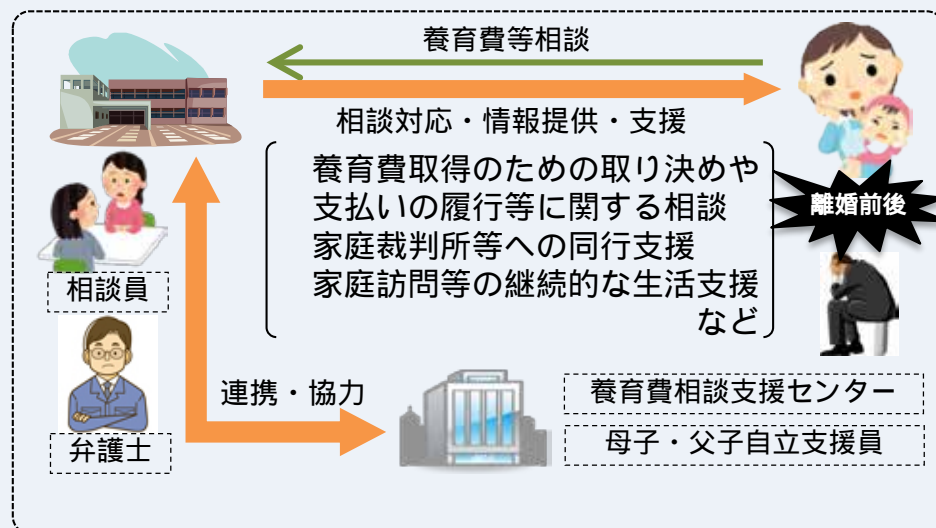 養育費等相談
相談対応・情報提供・支援
養育費取得のための取り決めや
支払いの履行等に関する相談
家庭裁判所等への同行支援
家庭訪問等の継続的な生活支援
など
離婚前後
相談員
弁護士
連携・協力
養育費相談支援センター
母子・父子自立支援員